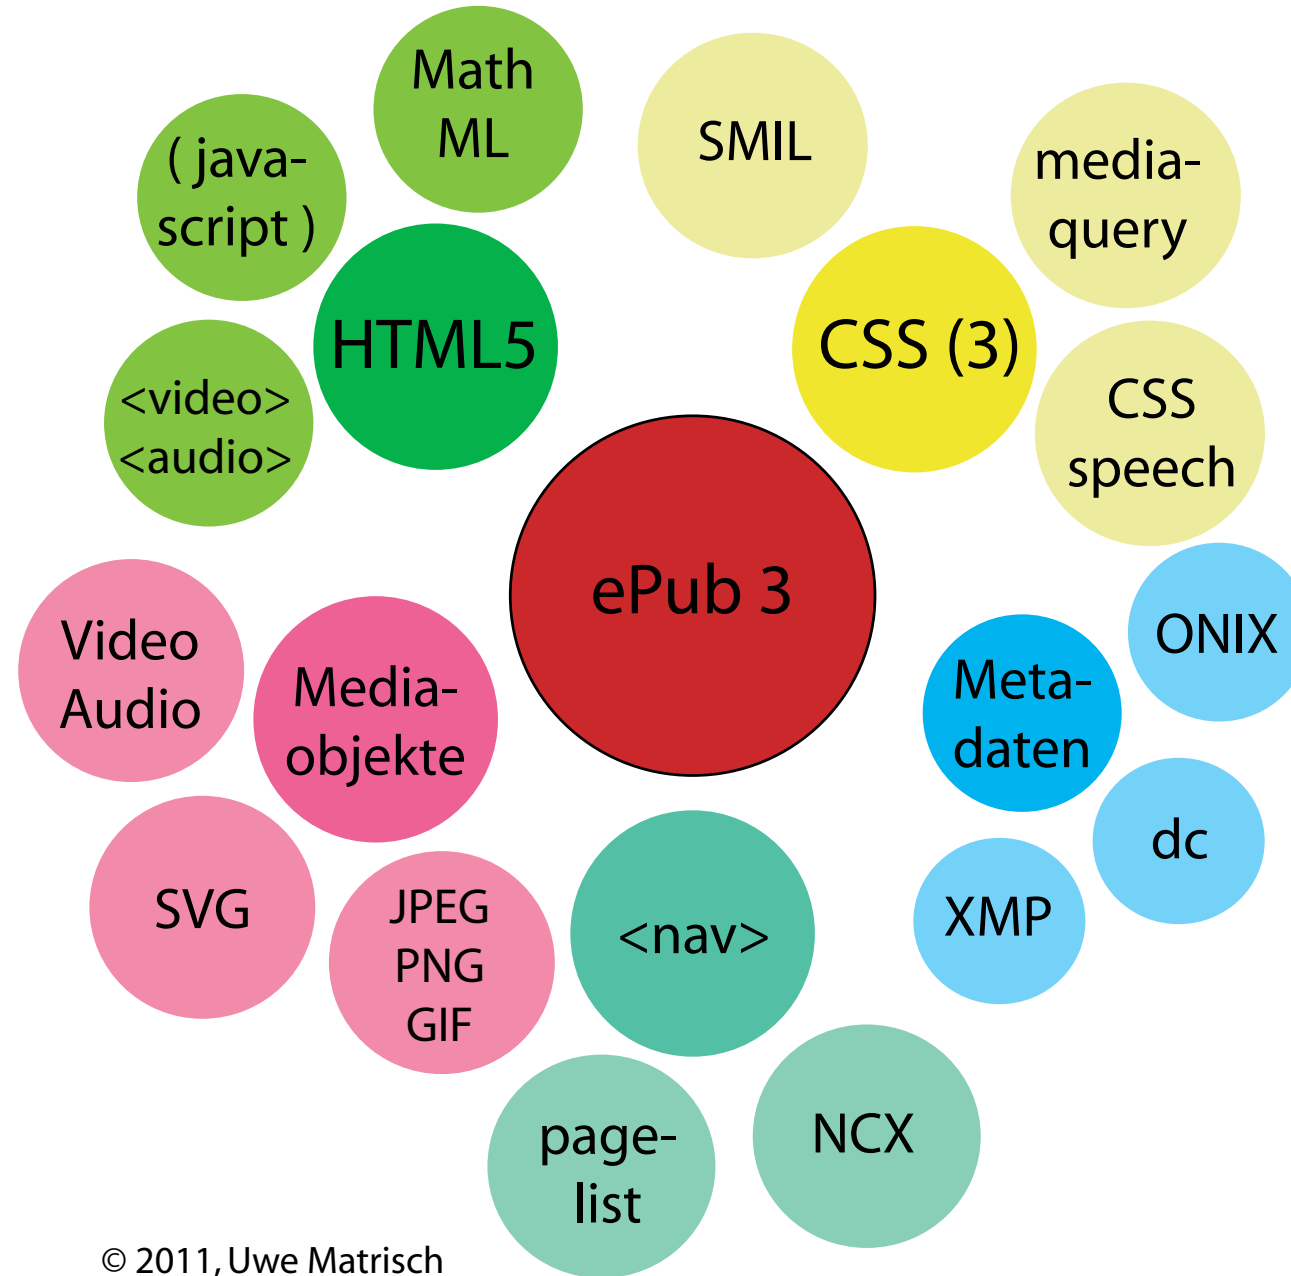 Math
ML
( java-
script )
HTML5
<video>
<audio>
SMIL
media-
query
CSS (3)
CSS
speech
ePub 3
Video
Audio
Media-
objekte
SVG
JPEG
PNG
GIF
Meta-
daten
ONIX
dc
XMP
<nav>
page-
list
NCX
© 2011, Uwe Matrisch